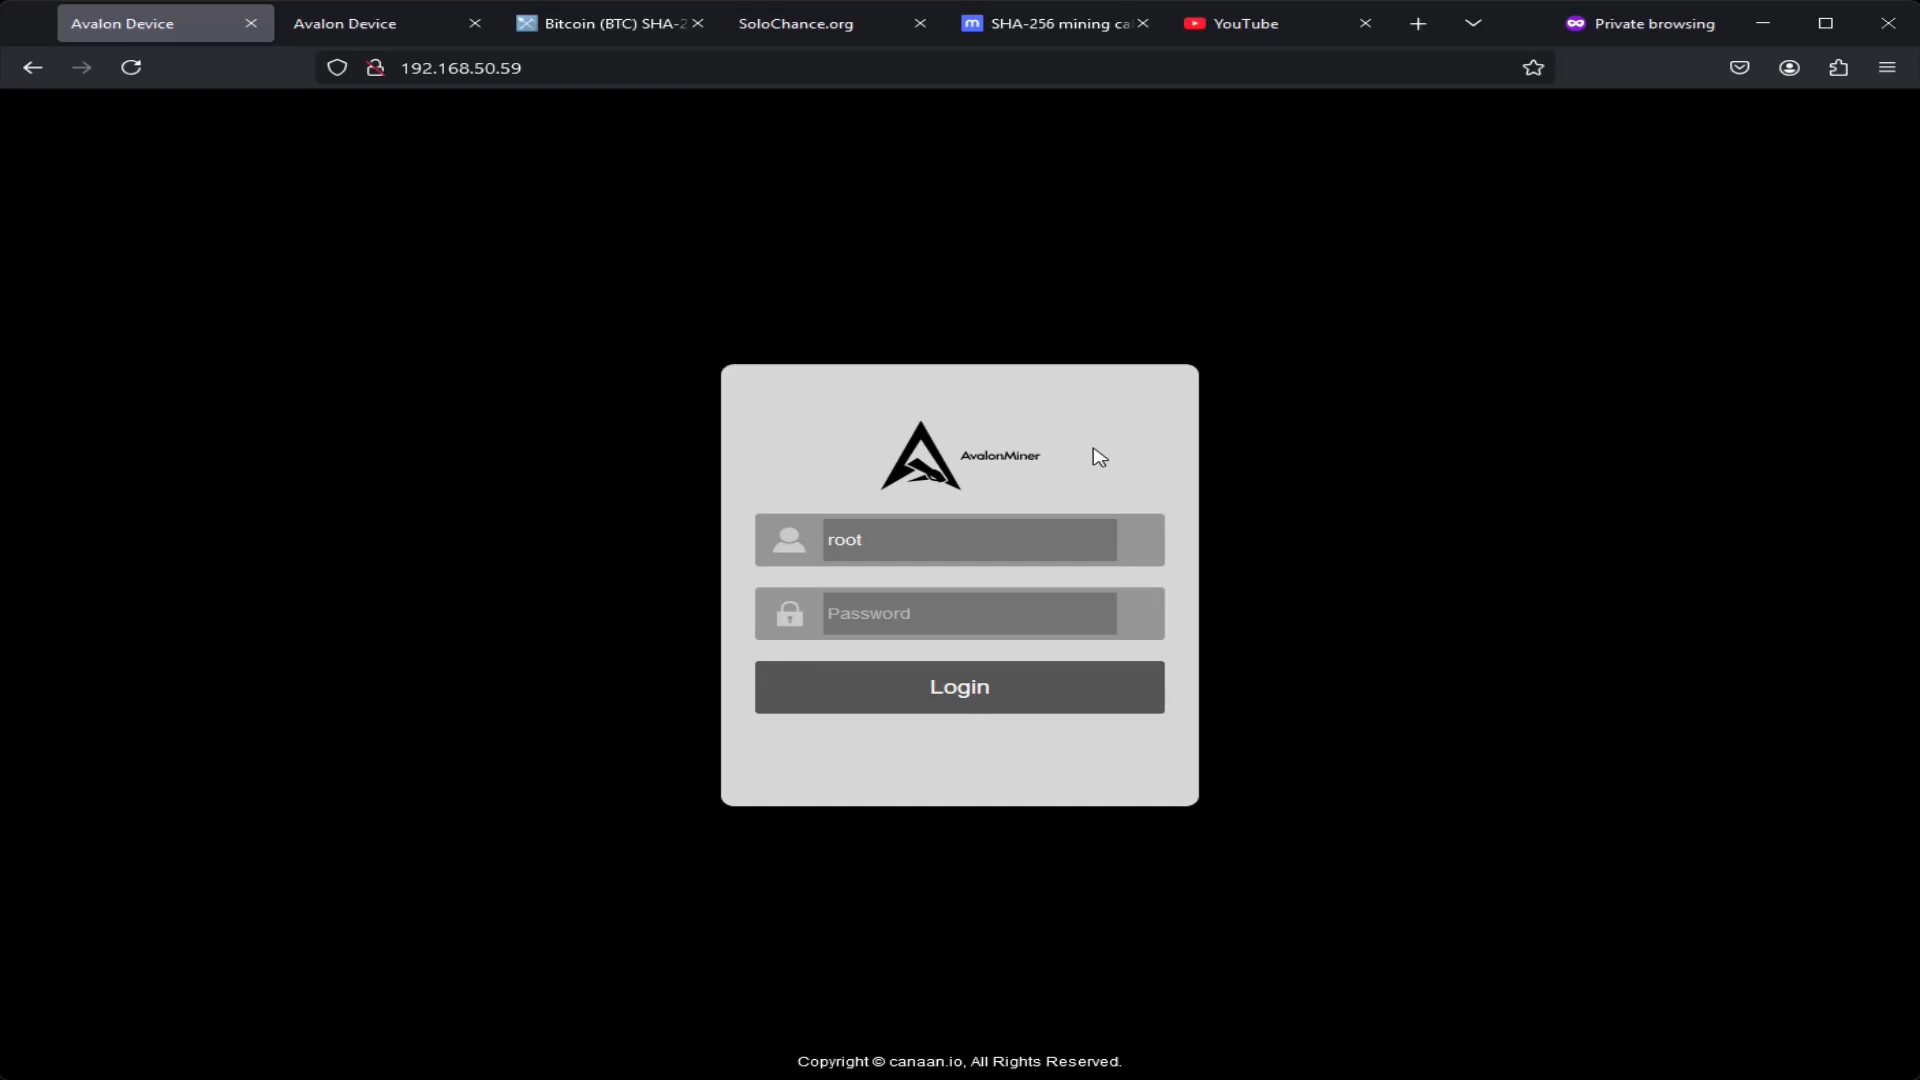 Avalon Device
Avalon Device
Bitcoin (BTC) SHA-2
SoloChance.org
SHA-256 mining ca
YouTube
Private browsing
192.168.50.59
AvalonMiner
root
Password
Login
Copyright © canaan.io, All Rights Reserved.